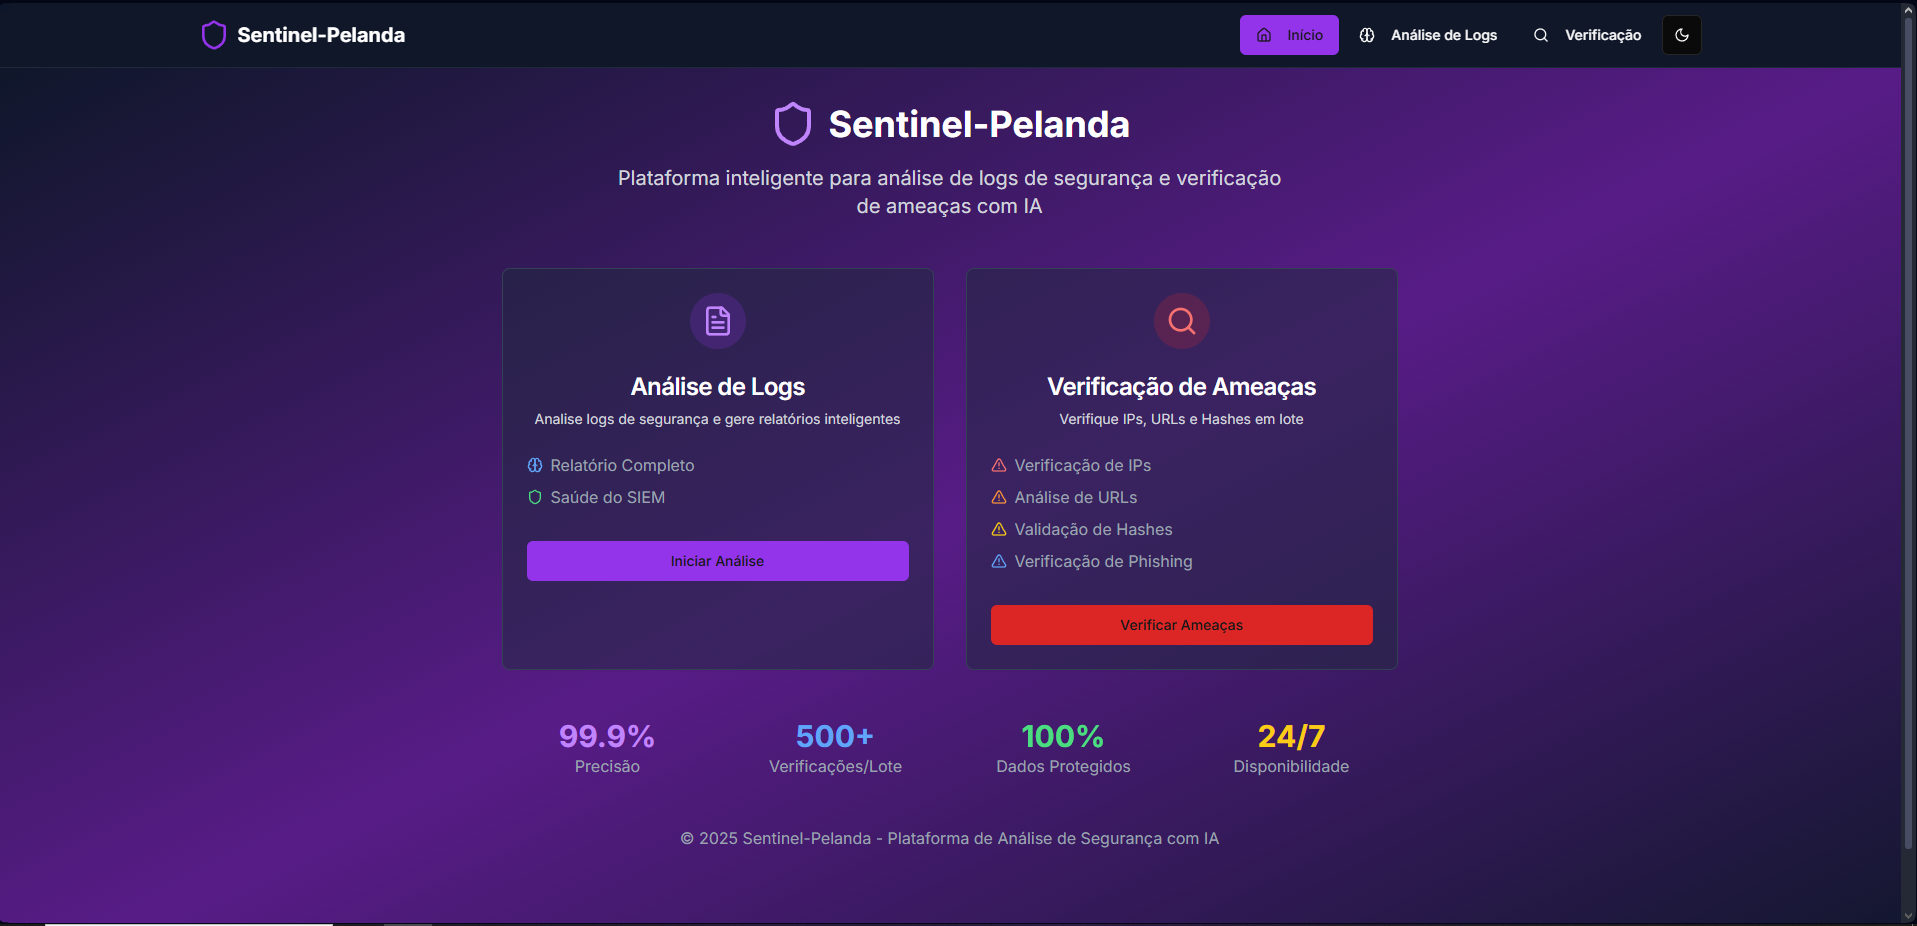 Sentinel-Pelanda
Início
Análise de Logs
Verificação
Sentinel-Pelanda
Plataforma inteligente para análise de logs de segurança e verificação
de ameaças com IA
Análise de Logs
Analise logs de segurança e gere relatórios inteligentes
Relatório Completo
Saúde do SIEM
Iniciar Análise
Verificação de Ameaças
Verifique IPs, URLs e Hashes em lote
Verificação de IPs
Análise de URLs
Validação de Hashes
Verificação de Phishing
Verificar Ameaças
99.9%
Precisão
500+
Verificações/Lote
100%
Dados Protegidos
24/7
Disponibilidade
© 2025 Sentinel-Pelanda - Plataforma de Análise de Segurança com IA